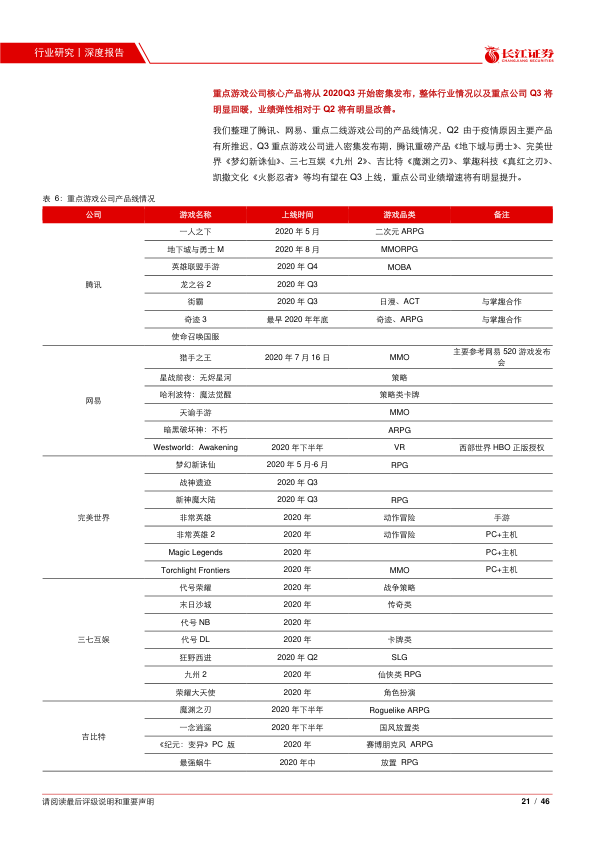 行业研究丨深度报告
长江证券
CHANGJIANG SECURITIES
重点游戏公司核心产品将从 2020Q3 开始密集发布，整体行业情况以及重点公司 Q3 将
明显回暖，业绩弹性相对于 Q2 将有明显改善。
我们整理了腾讯、网易、重点二线游戏公司的产品线情况，Q2 由于疫情原因主要产品
有所推迟，Q3 重点游戏公司进入密集发布期，腾讯重磅产品《地下城与勇士》、完美世
界《梦幻新诛仙》、三七互娱《九州 2》、吉比特《魔渊之刃》、掌趣科技《真红之刃》、
凯撒文化《火影忍者》等均有望在 Q3 上线，重点公司业绩增速将有明显提升。
表 6：重点游戏公司产品线情况
公司 游戏名称 上线时间 游戏品类 备注
腾讯
一人之下 2020 年 5 月 二次元 ARPG
地下城与勇士 M 2020 年 8 月 MMORPG
英雄联盟手游 2020 年 Q4 MOBA
龙之谷 2 2020 年 Q3
街霸 2020 年 Q3 日漫、ACT 与掌趣合作
奇迹 3 最早 2020 年年底 奇迹、ARPG 与掌趣合作
使命召唤国服
网易
猎手之王 2020 年 7 月 16 日 MMO 主要参考网易 520 游戏发布
会
星战前夜：无烬星河 策略
哈利波特：魔法觉醒 策略类卡牌
天谕手游 MMO
暗黑破坏神：不朽 ARPG
Westworld：Awakening 2020 年下半年 VR 西部世界 HBO 正版授权
完美世界
梦幻新诛仙 2020 年 5 月-6 月 RPG
战神遗迹 2020 年 Q3
新神魔大陆 2020 年 Q3 RPG
非常英雄 2020 年 动作冒险 手游
非常英雄 2 2020 年 动作冒险 PC+主机
Magic Legends 2020 年 PC+主机
Torchlight Frontiers 2020 年 MMO PC+主机
三七互娱
代号荣耀 2020 年 战争策略
末日沙城 2020 年 传奇类
代号 NB 2020 年
代号 DL 2020 年 卡牌类
狂野西进 2020 年 Q2 SLG
九州 2 2020 年 仙侠类 RPG
荣耀大天使 2020 年 角色扮演
吉比特
魔渊之刃 2020 年下半年 Roguelike ARPG
一念逍遥 2020 年下半年 国风放置类
《纪元：变异》PC 版 2020 年 赛博朋克风 ARPG
最强蜗牛 2020 年中 放置 RPG
请阅读最后评级说明和重要声明
21 / 46